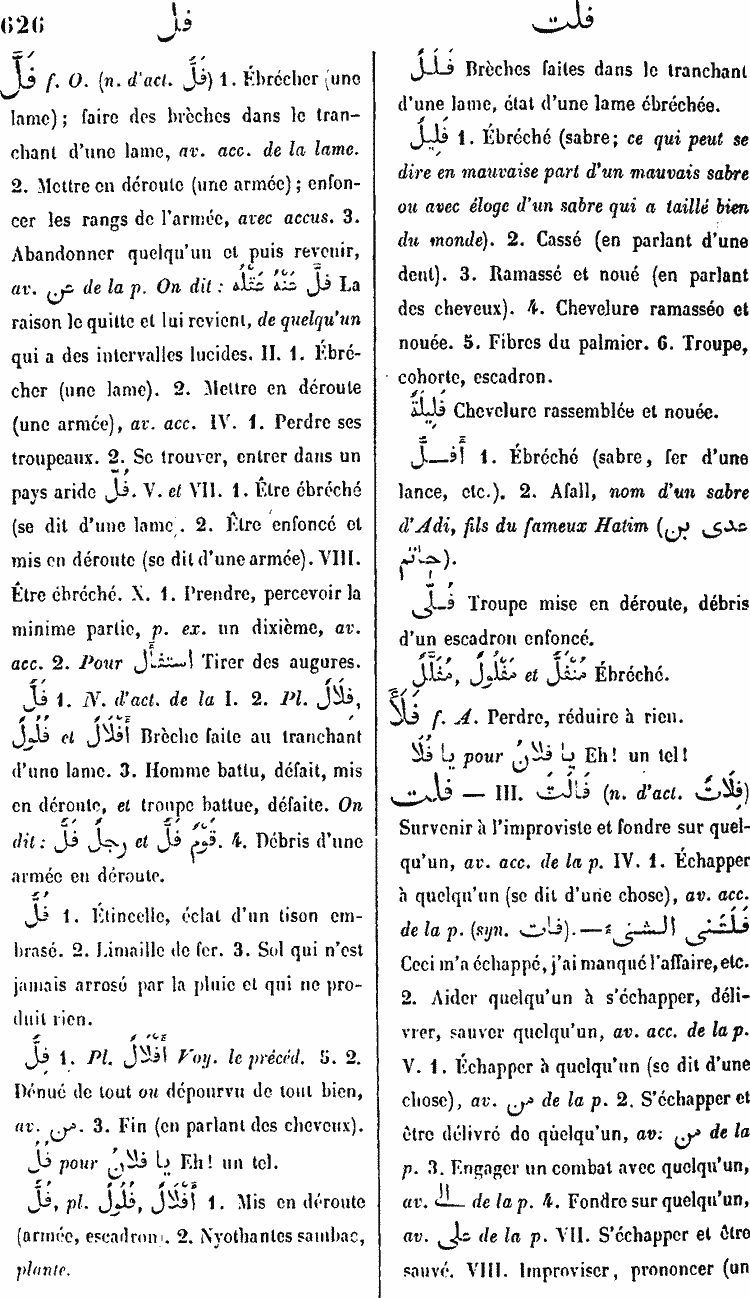 626
فل
فلت
فَلَّ f. O. (n. d'act. فَلّ) 1. Ébrécher (une
lame); faire des brèches dans le tran-
chant d'une lame, av. acc. de la lame.
2. Mettre en déroute (une armée); enfon-
cer les rangs de l'armée, avec accus. 3.
Abandonner quelqu'un et puis revenir,
av. عن de la p. On dit : فَلَّ عَنْهُ عَقْلُهُ La
raison le quitte et lui revient, de quelqu'un
qui a des intervalles lucides. II. 1. Ébré-
cher (une lame). 2. Mettre en déroute
(une armée), av. acc. IV. 1. Perdre ses
troupeaux. 2. Se trouver, entrer dans un
pays aride فَلّ. V. et VII. 1. Être ébréché
(se dit d'une lame). 2. Être enfoncé et
mis en déroute (se dit d'une armée). VIII.
Être ébréché. X. 1. Prendre, percevoir la
minime partie, p. ex. un dixième, av.
acc. 2. Pour استفأل Tirer des augures.
فَلّ 1. N. d'act. de la I. 2. Pl. فِلَالٌ,
فُلُولٌ et أَفْلَالٌ Brèche faite au tranchant
d'une lame. 3. Homme battu, défait, mis
en déroute, et troupe battue, défaite. On
dit : رجلٌ فَلّ et قَوْمٌ فَلّ. 4. Débris d'une
armée en déroute.
فَلّ 1. Étincelle, éclat d'un tison em-
brasé. 2. Limaille de fer. 3. Sol qui n'est
jamais arrosé par la pluie et qui ne pro-
duit rien.
فِلّ 1. Pl. أَفْلَالٌ Voy. le précéd. 5. 2.
Dénué de tout ou dépourvu de tout bien,
av. من. 3. Fin (en parlant des cheveux).
فُلُ pour يا فلان Eh! un tel.
فُلّ, pl. فُلُولٌ, أَفْلَالٌ 1. Mis en déroute
(armée, escadron). 2. Nyothantes sambac,
plante.
فَلَلٌ Brèches faites dans le tranchant
d'une lame, état d'une lame ébréchée.
فَلِيلٌ 1. Ébréché (sabre; ce qui peut se
dire en mauvaise part d'un mauvais sabre
ou avec éloge d'un sabre qui a taillé bien
du monde). 2. Cassé (en parlant d'une
dent). 3. Ramassé et noué (en parlant
des cheveux). 4. Chevelure ramassée et
nouée. 5. Fibres du palmier. 6. Troupe,
cohorte, escadron.
فَلِيلَةٌ Chevelure rassemblée et nouée.
أَفَلُّ 1. Ébréché (sabre, fer d'une
lance, etc.). 2. Afall, nom d'un sabre
d'Adi, fils du fameux Hatim (عدى بن
حاتم).
فَلَّى Troupe mise en déroute, débris
d'un escadron enfoncé.
مُفَلَّلٌ, مَفْلُولٌ et مُنْفَلّ Ébréché.
فَلَأَ f. A. Perdre, réduire à rien.
يا فُلَا pour يا فلانُ Eh! un tel!
فلت — III. فَالَتَ (n. d'act. فِلَاتٌ)
Survenir à l'improviste et fondre sur quel-
qu'un, av. acc. de la p. IV. 1. Échapper
à quelqu'un (se dit d'une chose), av. acc.
de la p. (syn. فات). — فَلَتَنى الشىء
Ceci m'a échappé, j'ai manqué l'affaire, etc.
2. Aider quelqu'un à s'échapper, déli-
vrer, sauver quelqu'un, av. acc. de la p.
V. 1. Échapper à quelqu'un (se dit d'une
chose), av. من de la p. 2. S'échapper et
être délivré de quelqu'un, av. من de la
p. 3. Engager un combat avec quelqu'un,
av. الى de la p. 4. Fondre sur quelqu'un,
av. على de la p. VII. S'échapper et être
sauvé. VIII. Improviser, prononcer (un